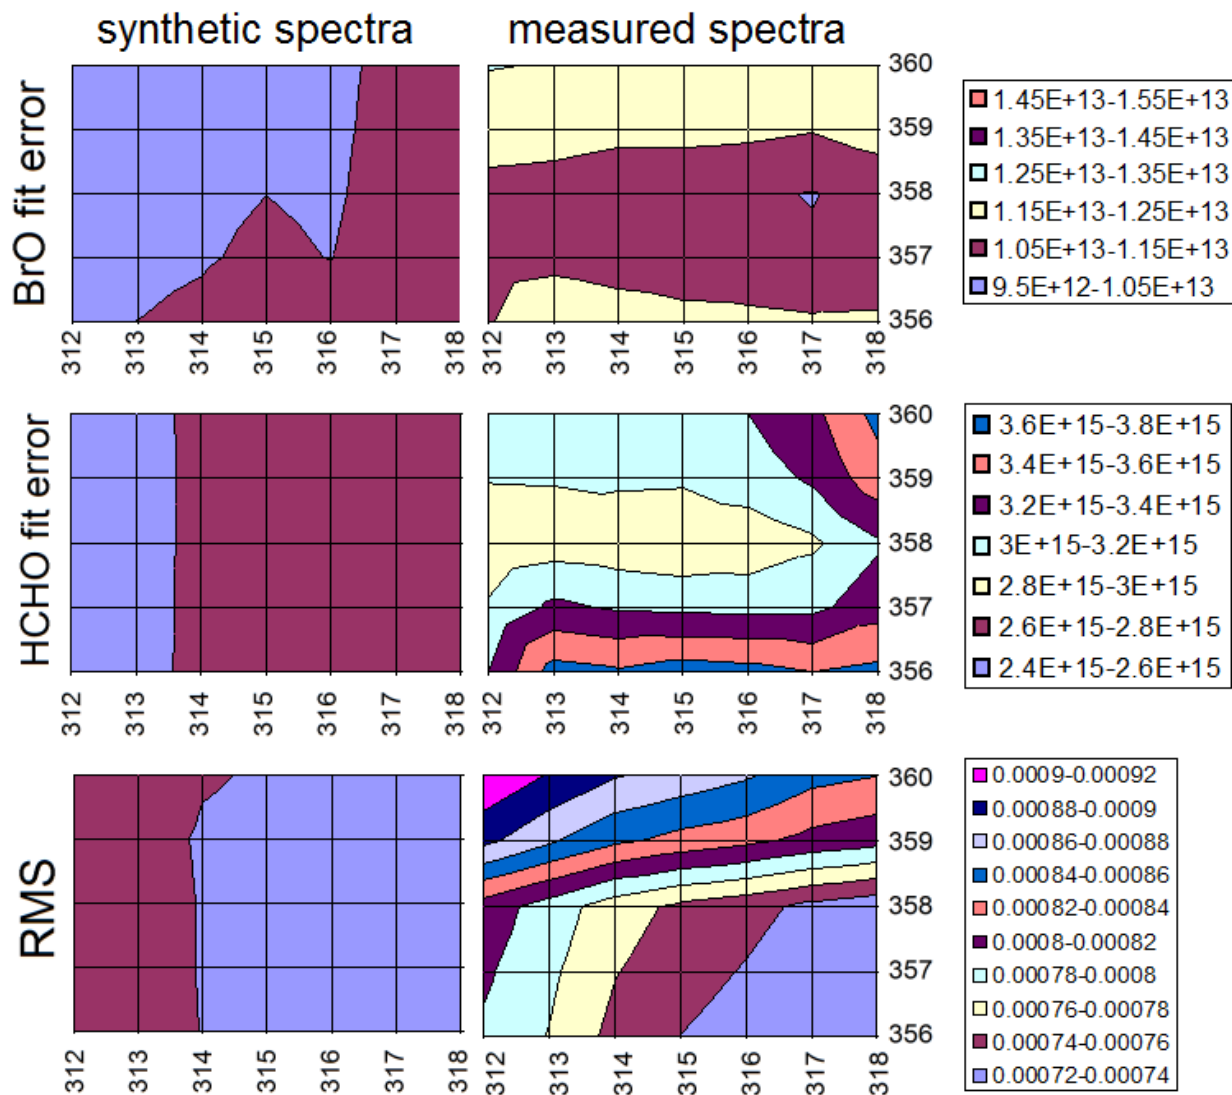 synthetic spectra
measured spectra
BrO fit error
360
359
358
357
356
312 313 314 315 316 317 318
312 313 314 315 316 317 318
1.45E+13-1.55E+13
1.35E+13-1.45E+13
1.25E+13-1.35E+13
1.15E+13-1.25E+13
1.05E+13-1.15E+13
9.5E+12-1.05E+13
HCHO fit error
360
359
358
357
356
312 313 314 315 316 317 318
312 313 314 315 316 317 318
3.6E+15-3.8E+15
3.4E+15-3.6E+15
3.2E+15-3.4E+15
3E+15-3.2E+15
2.8E+15-3E+15
2.6E+15-2.8E+15
2.4E+15-2.6E+15
RMS
360
359
358
357
356
312 313 314 315 316 317 318
312 313 314 315 316 317 318
0.0009-0.00092
0.00088-0.0009
0.00086-0.00088
0.00084-0.00086
0.00082-0.00084
0.0008-0.00082
0.00078-0.0008
0.00076-0.00078
0.00074-0.00076
0.00072-0.00074